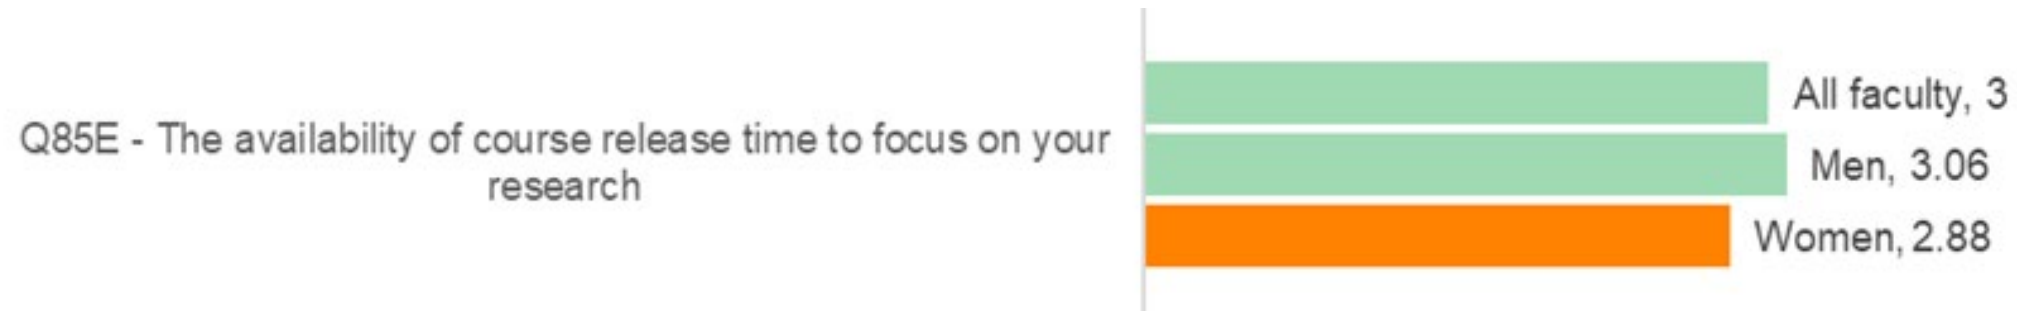 Q85E - The availability of course release time to focus on your
research
All faculty, 3
Men, 3.06
Women, 2.88